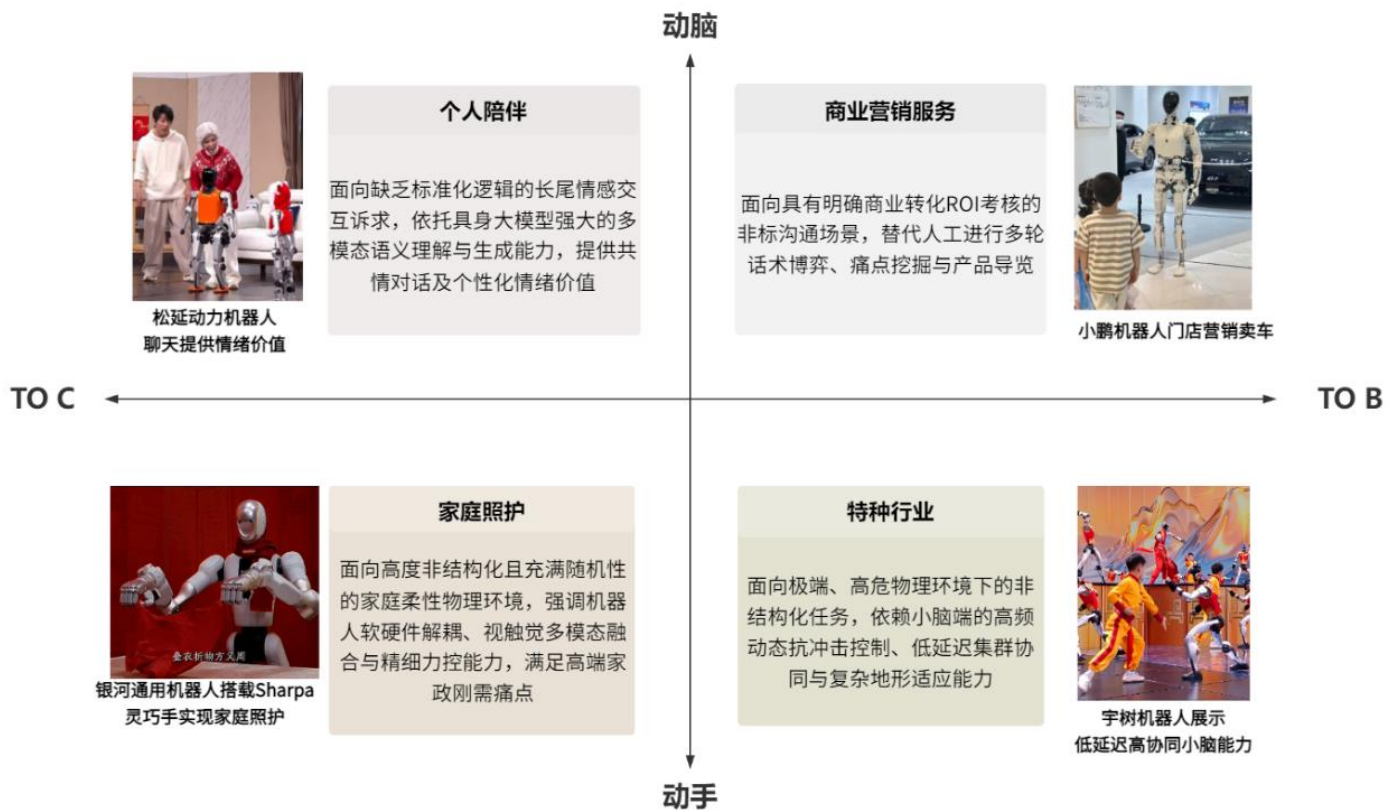 动脑
个人陪伴
面向缺乏标准化逻辑的长尾情感交
互诉求，依托具身大模型强大的多
模态语义理解与生成能力，提供共
情对话及个性化情绪价值
松延动力机器人
聊天提供情绪价值
商业营销服务
面向具有明确商业转化ROI考核的
非标沟通场景，替代人工进行多轮
话术博弈、痛点挖掘与产品导览
小鹏机器人门店营销卖车
TO C
TO B
家庭照护
面向高度非结构化且充满随机性
的家庭柔性物理环境，强调机器
人软硬件解耦、视触觉多模态融
合与精细力控能力，满足高端家
政刚需痛点
叠衣折物方又周
银河通用机器人搭载Sharpa
灵巧手实现家庭照护
特种行业
面向极端、高危物理环境下的非
结构化任务，依赖小脑端的高频
动态抗冲击控制、低延迟集群协
同与复杂地形适应能力
宇树机器人展示
低延迟高协同小脑能力
动手